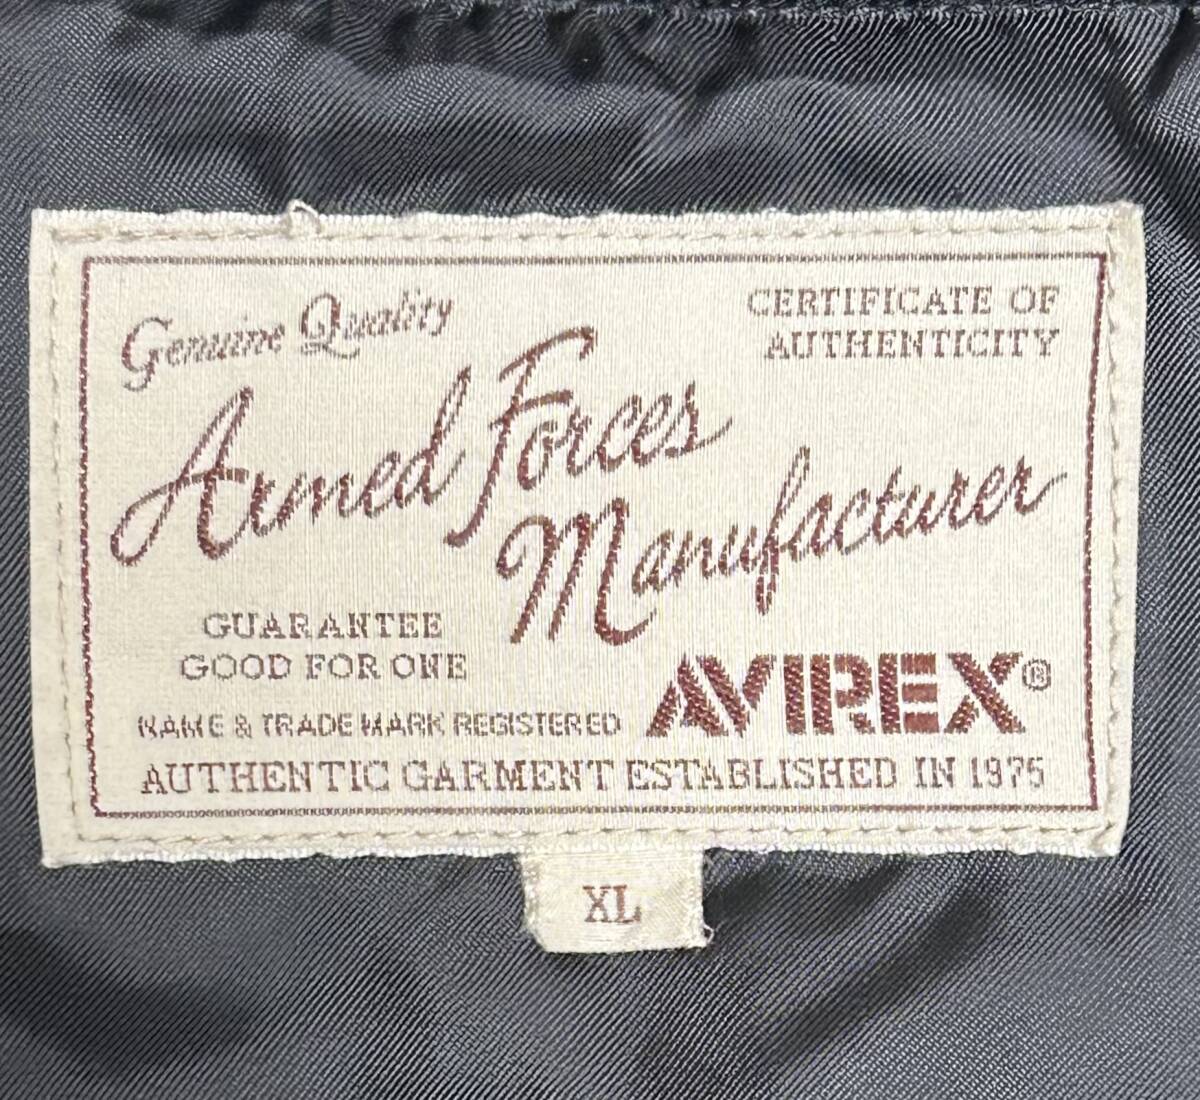 Genuine Quality
CERTIFICATE OF
AUTHENTICITY
Armed Forces
Manufacturer
GUARANTEE
GOOD FOR ONE
NAME & TRADE MARK REGISTERED
AVIREX®
AUTHENTIC GARMENT ESTABLISHED IN 1975
XL